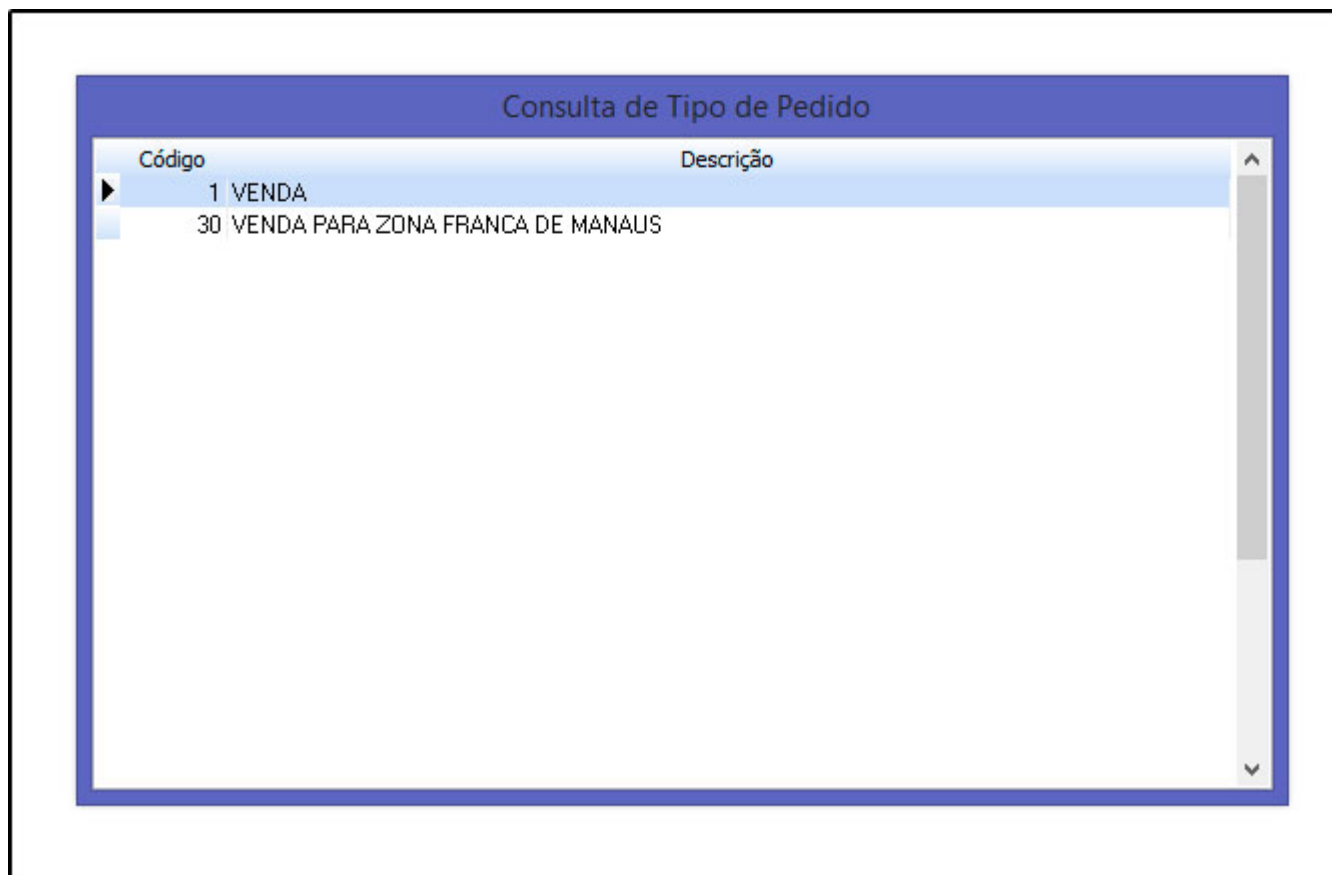 Consulta de Tipo de Pedido
Código Descrição
1 VENDA
30 VENDA PARA ZONA FRANCA DE MANAUS